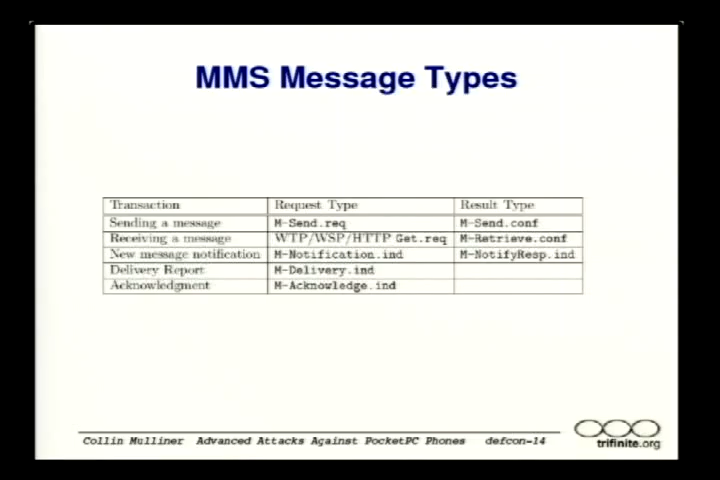 MMS Message Types
Transaction Request Type Result Type
Sending a message M-Send.req M-Send.conf
Receiving a message WTP/WSP/HTTP Get.req M-Retrieve.conf
New message notification M-Notification.ind M-NotifyResp.ind
Delivery Report M-Delivery.ind
Acknowledgment M-Acknowledge.ind
Collin Mulliner Advanced Attacks Against PocketPC Phones defcon-14
trifinite.org